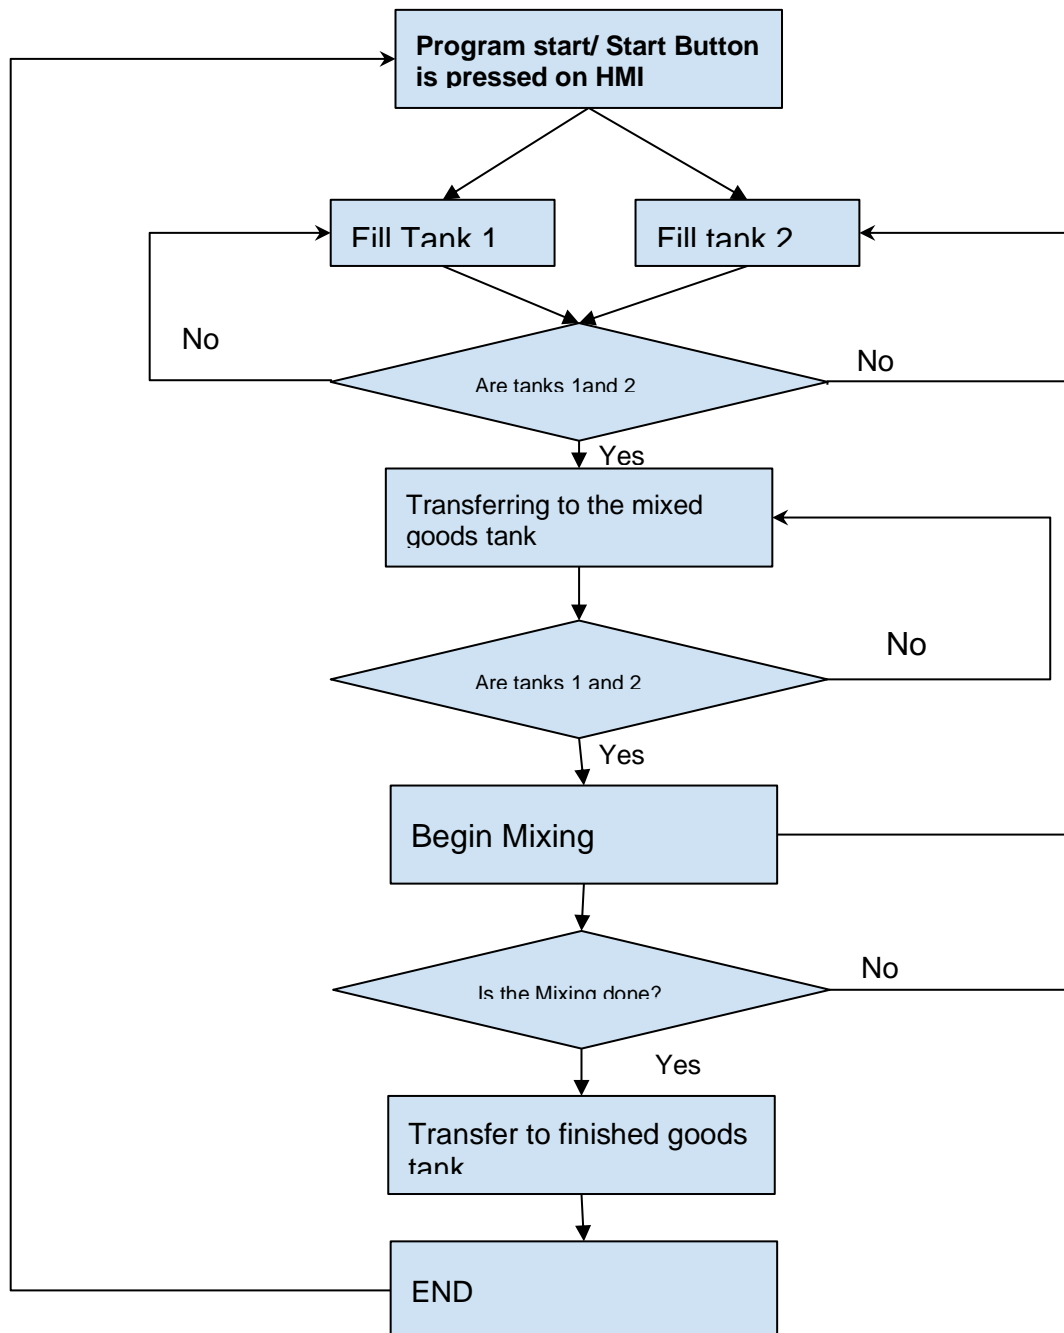 Program start/ Start Button
is pressed on HMI
Fill Tank 1
Fill tank 2
No
No
Are tanks 1and 2
Yes
Transferring to the mixed
goods tank
No
Are tanks 1 and 2
Yes
Begin Mixing
No
Is the Mixing done?
Yes
Transfer to finished goods
tank
END